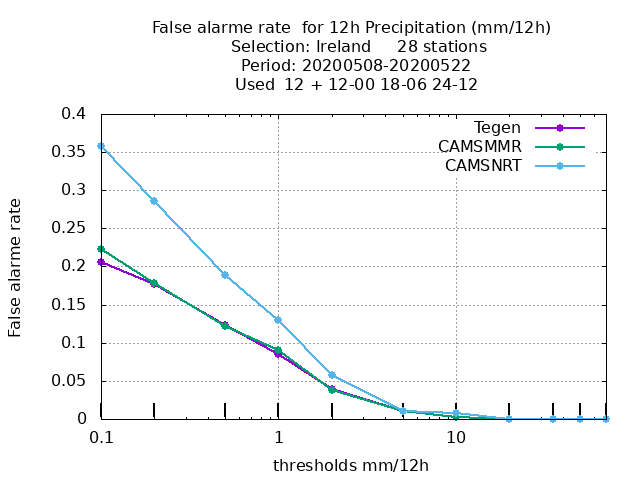 False alarme rate  for 12h Precipitation (mm/12h)
Selection: Ireland     28 stations
Period: 20200508-20200522
Used  12 + 12-00 18-06 24-12
Tegen
CAMSMMR
CAMSNRT
0.4
0.35
0.3
0.25
0.2
0.15
0.1
0.05
0
False alarme rate
0.1 1 10
thresholds mm/12h